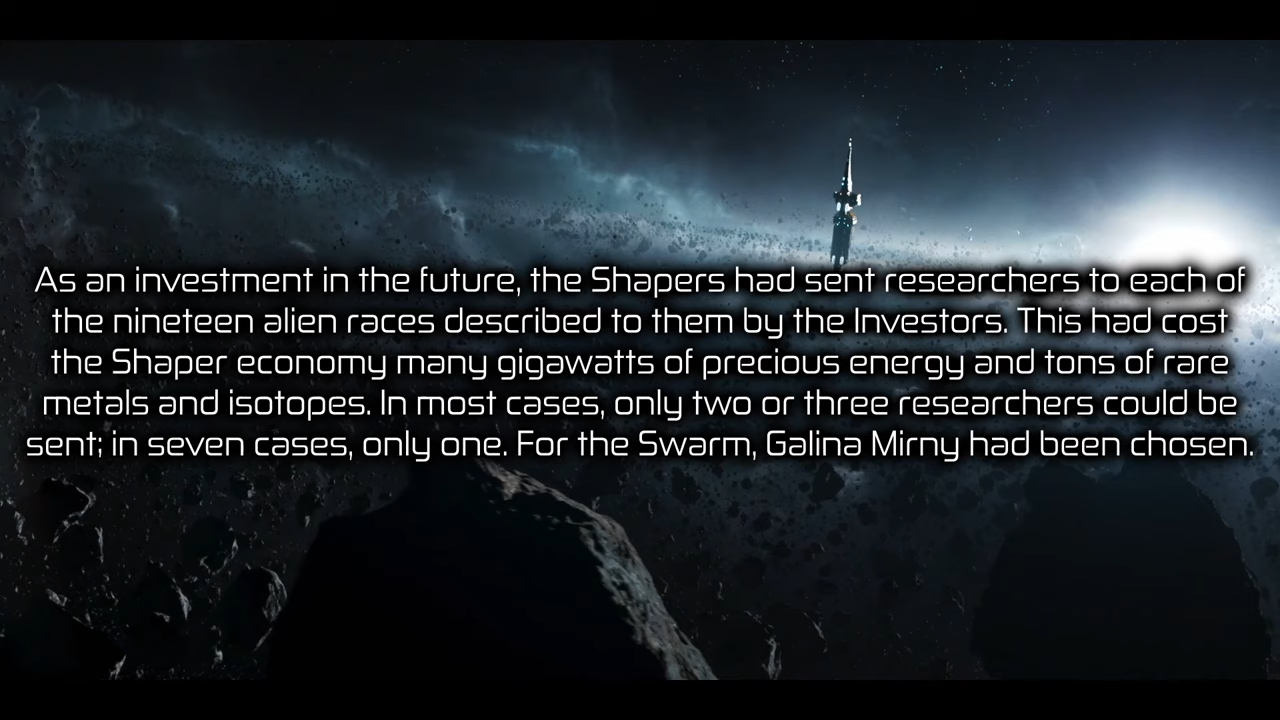 As an investment in the future, the Shapers had sent researchers to each of
the nineteen alien races described to them by the Investors. This had cost
the Shaper economy many gigawatts of precious energy and tons of rare
metals and isotopes. In most cases, only two or three researchers could be
sent; in seven cases, only one. For the Swarm, Galina Mirny had been chosen.